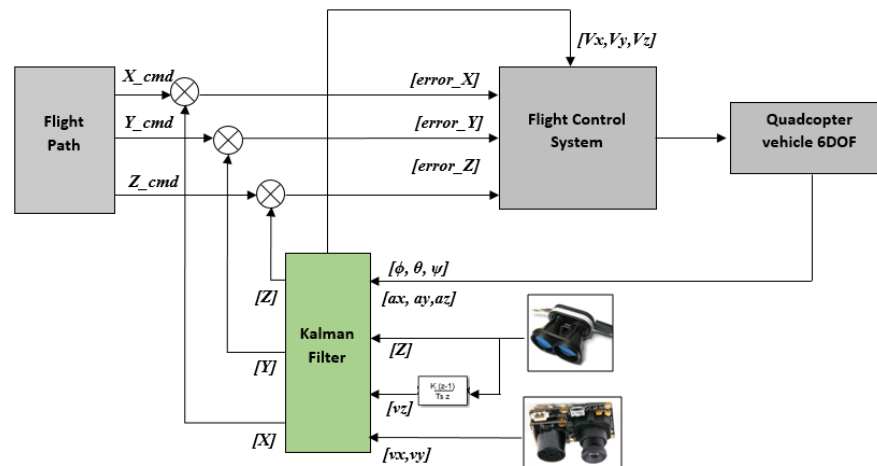 [Vx,Vy,Vz]
X_cmd
[error_X]
Flight
Path
Y_cmd
[error_Y]
Flight Control
System
Quadcopter
vehicle 6DOF
Z_cmd
[error_Z]
[ϕ, θ, ψ]
[Z]
[ax, ay,az]
Kalman
Filter
[Z]
[Y]
K (z-1)
Ts z
[vz]
[X]
[vx,vy]